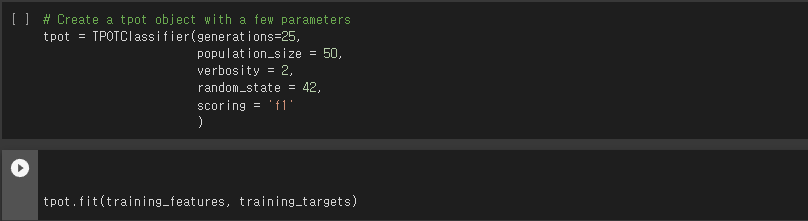 [ ] # Create a tpot object with a few parameters
tpot = TPOTClassifier(generations=25,
population_size = 50,
verbosity = 2,
random_state = 42,
scoring = 'f1'
)
tpot.fit(training_features, training_targets)